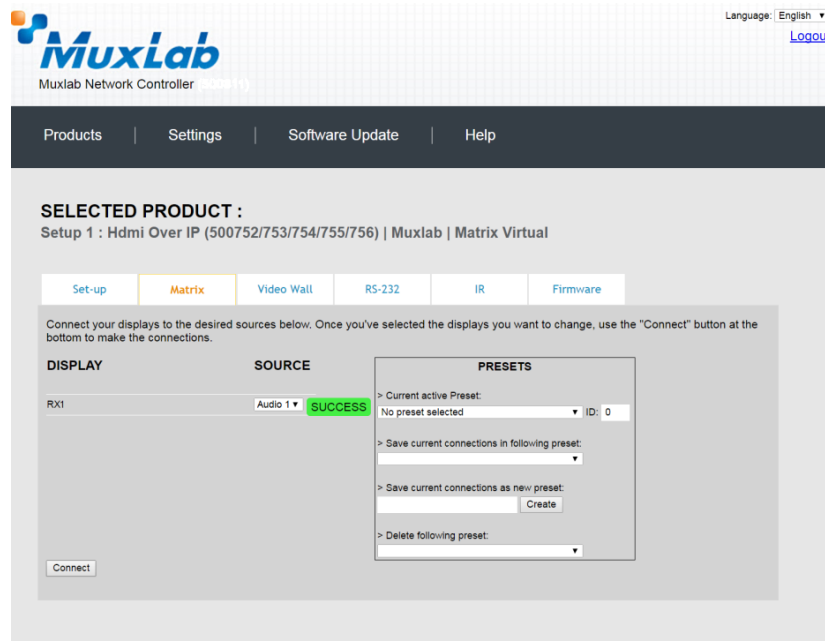 Language: English
Logou
MuxLab
Muxlab Network Controller
Products | Settings | Software Update | Help
SELECTED PRODUCT :
Setup 1 : Hdmi Over IP (500752/753/754/755/756) | Muxlab | Matrix Virtual
Set-up Matrix Video Wall RS-232 IR Firmware
Connect your displays to the desired sources below. Once you've selected the displays you want to change, use the "Connect" button at the
bottom to make the connections.
DISPLAY SOURCE PRESETS
> Current active Preset:
RX1 Audio 1 SUCCESS No preset selected ID: 0
> Save current connections in following preset:
> Save current connections as new preset:
Create
> Delete following preset:
Connect